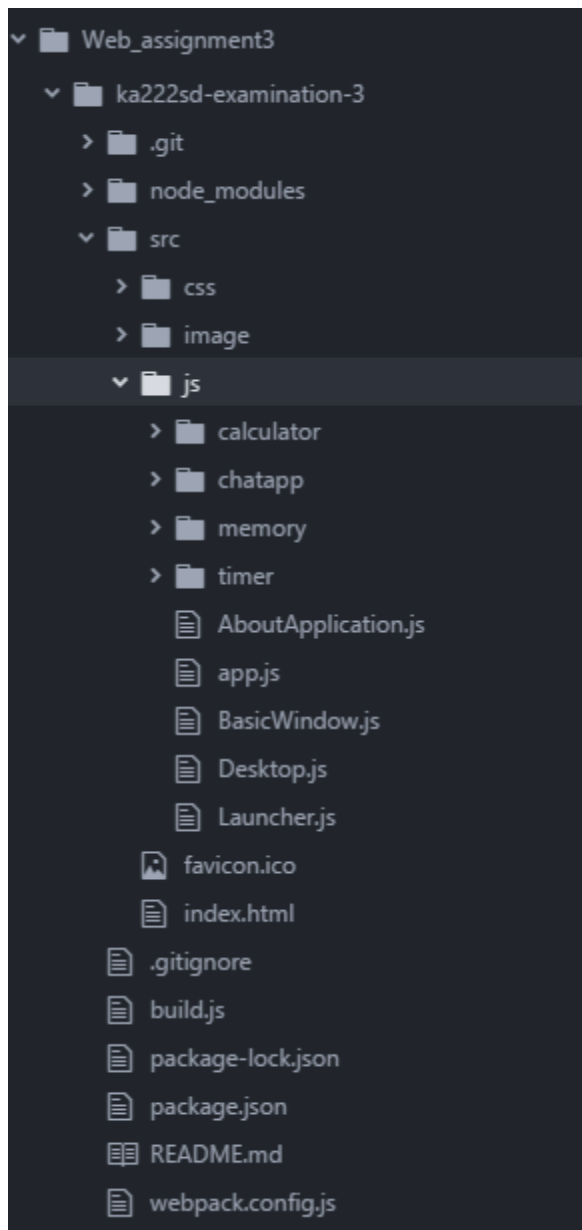 Web_assignment3
ka222sd-examination-3
.git
node_modules
src
css
image
js
calculator
chatapp
memory
timer
AboutApplication.js
app.js
BasicWindow.js
Desktop.js
Launcher.js
favicon.ico
index.html
.gitignore
build.js
package-lock.json
package.json
README.md
webpack.config.js